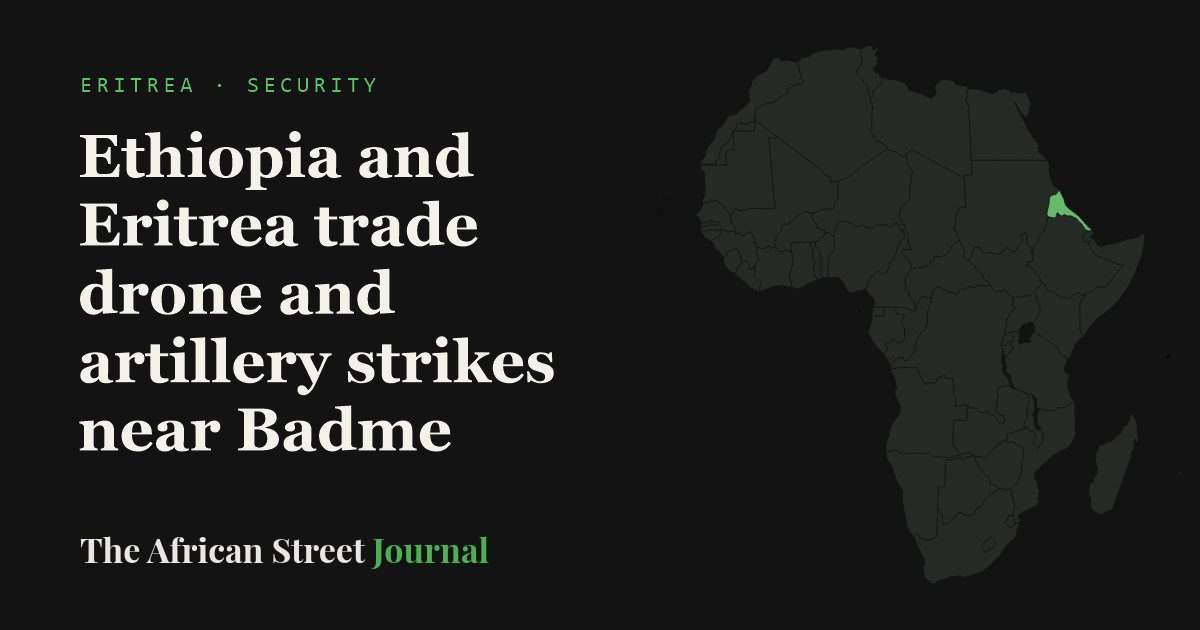 ERITREA · SECURITY
Ethiopia and
Eritrea trade
drone and
artillery strikes
near Badme
The African Street Journal